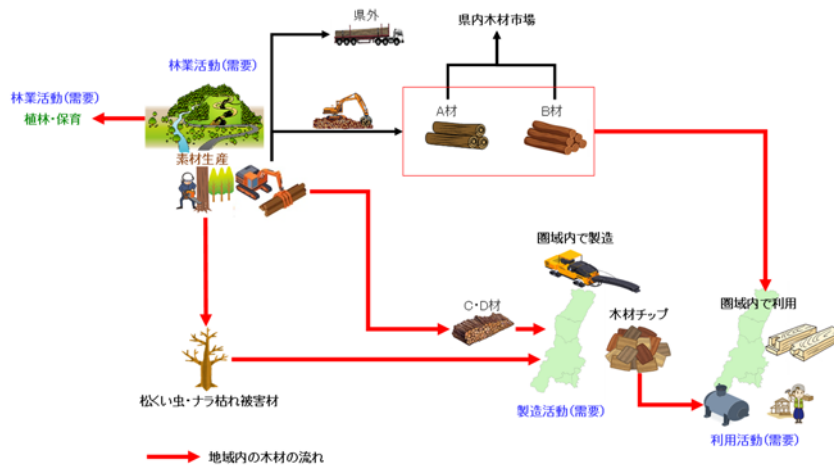 県外
県内木材市場
林業活動(需要)
林業活動(需要)
植林・保育
A材
B材
素材生産
圏域内で製造
C・D材
木材チップ
圏域内で利用
松くい虫・ナラ枯れ被害材
製造活動(需要)
利用活動(需要)
地域内の木材の流れ